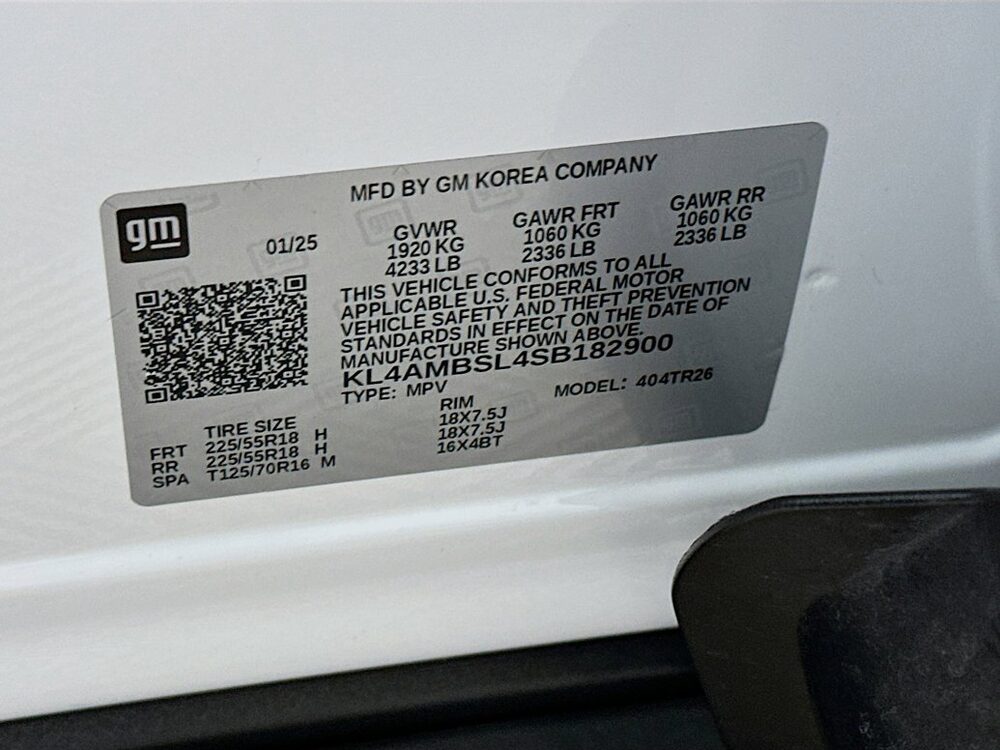 MFD BY GM KOREA COMPANY
gm
01/25
GVWR GAWR FRT GAWR RR
1920 KG 1060 KG 1060 KG
4233 LB 2336 LB 2336 LB
THIS VEHICLE CONFORMS TO ALL
APPLICABLE U.S. FEDERAL MOTOR
VEHICLE SAFETY AND THEFT PREVENTION
STANDARDS IN EFFECT ON THE DATE OF
MANUFACTURE SHOWN ABOVE.
KL4AMBSL4SB182900
TYPE: MPV MODEL: 404TR26
TIRE SIZE RIM
FRT 225/55R18 H 18X7.5J
RR 225/55R18 H 18X7.5J
SPA T125/70R16 M 16X4BT